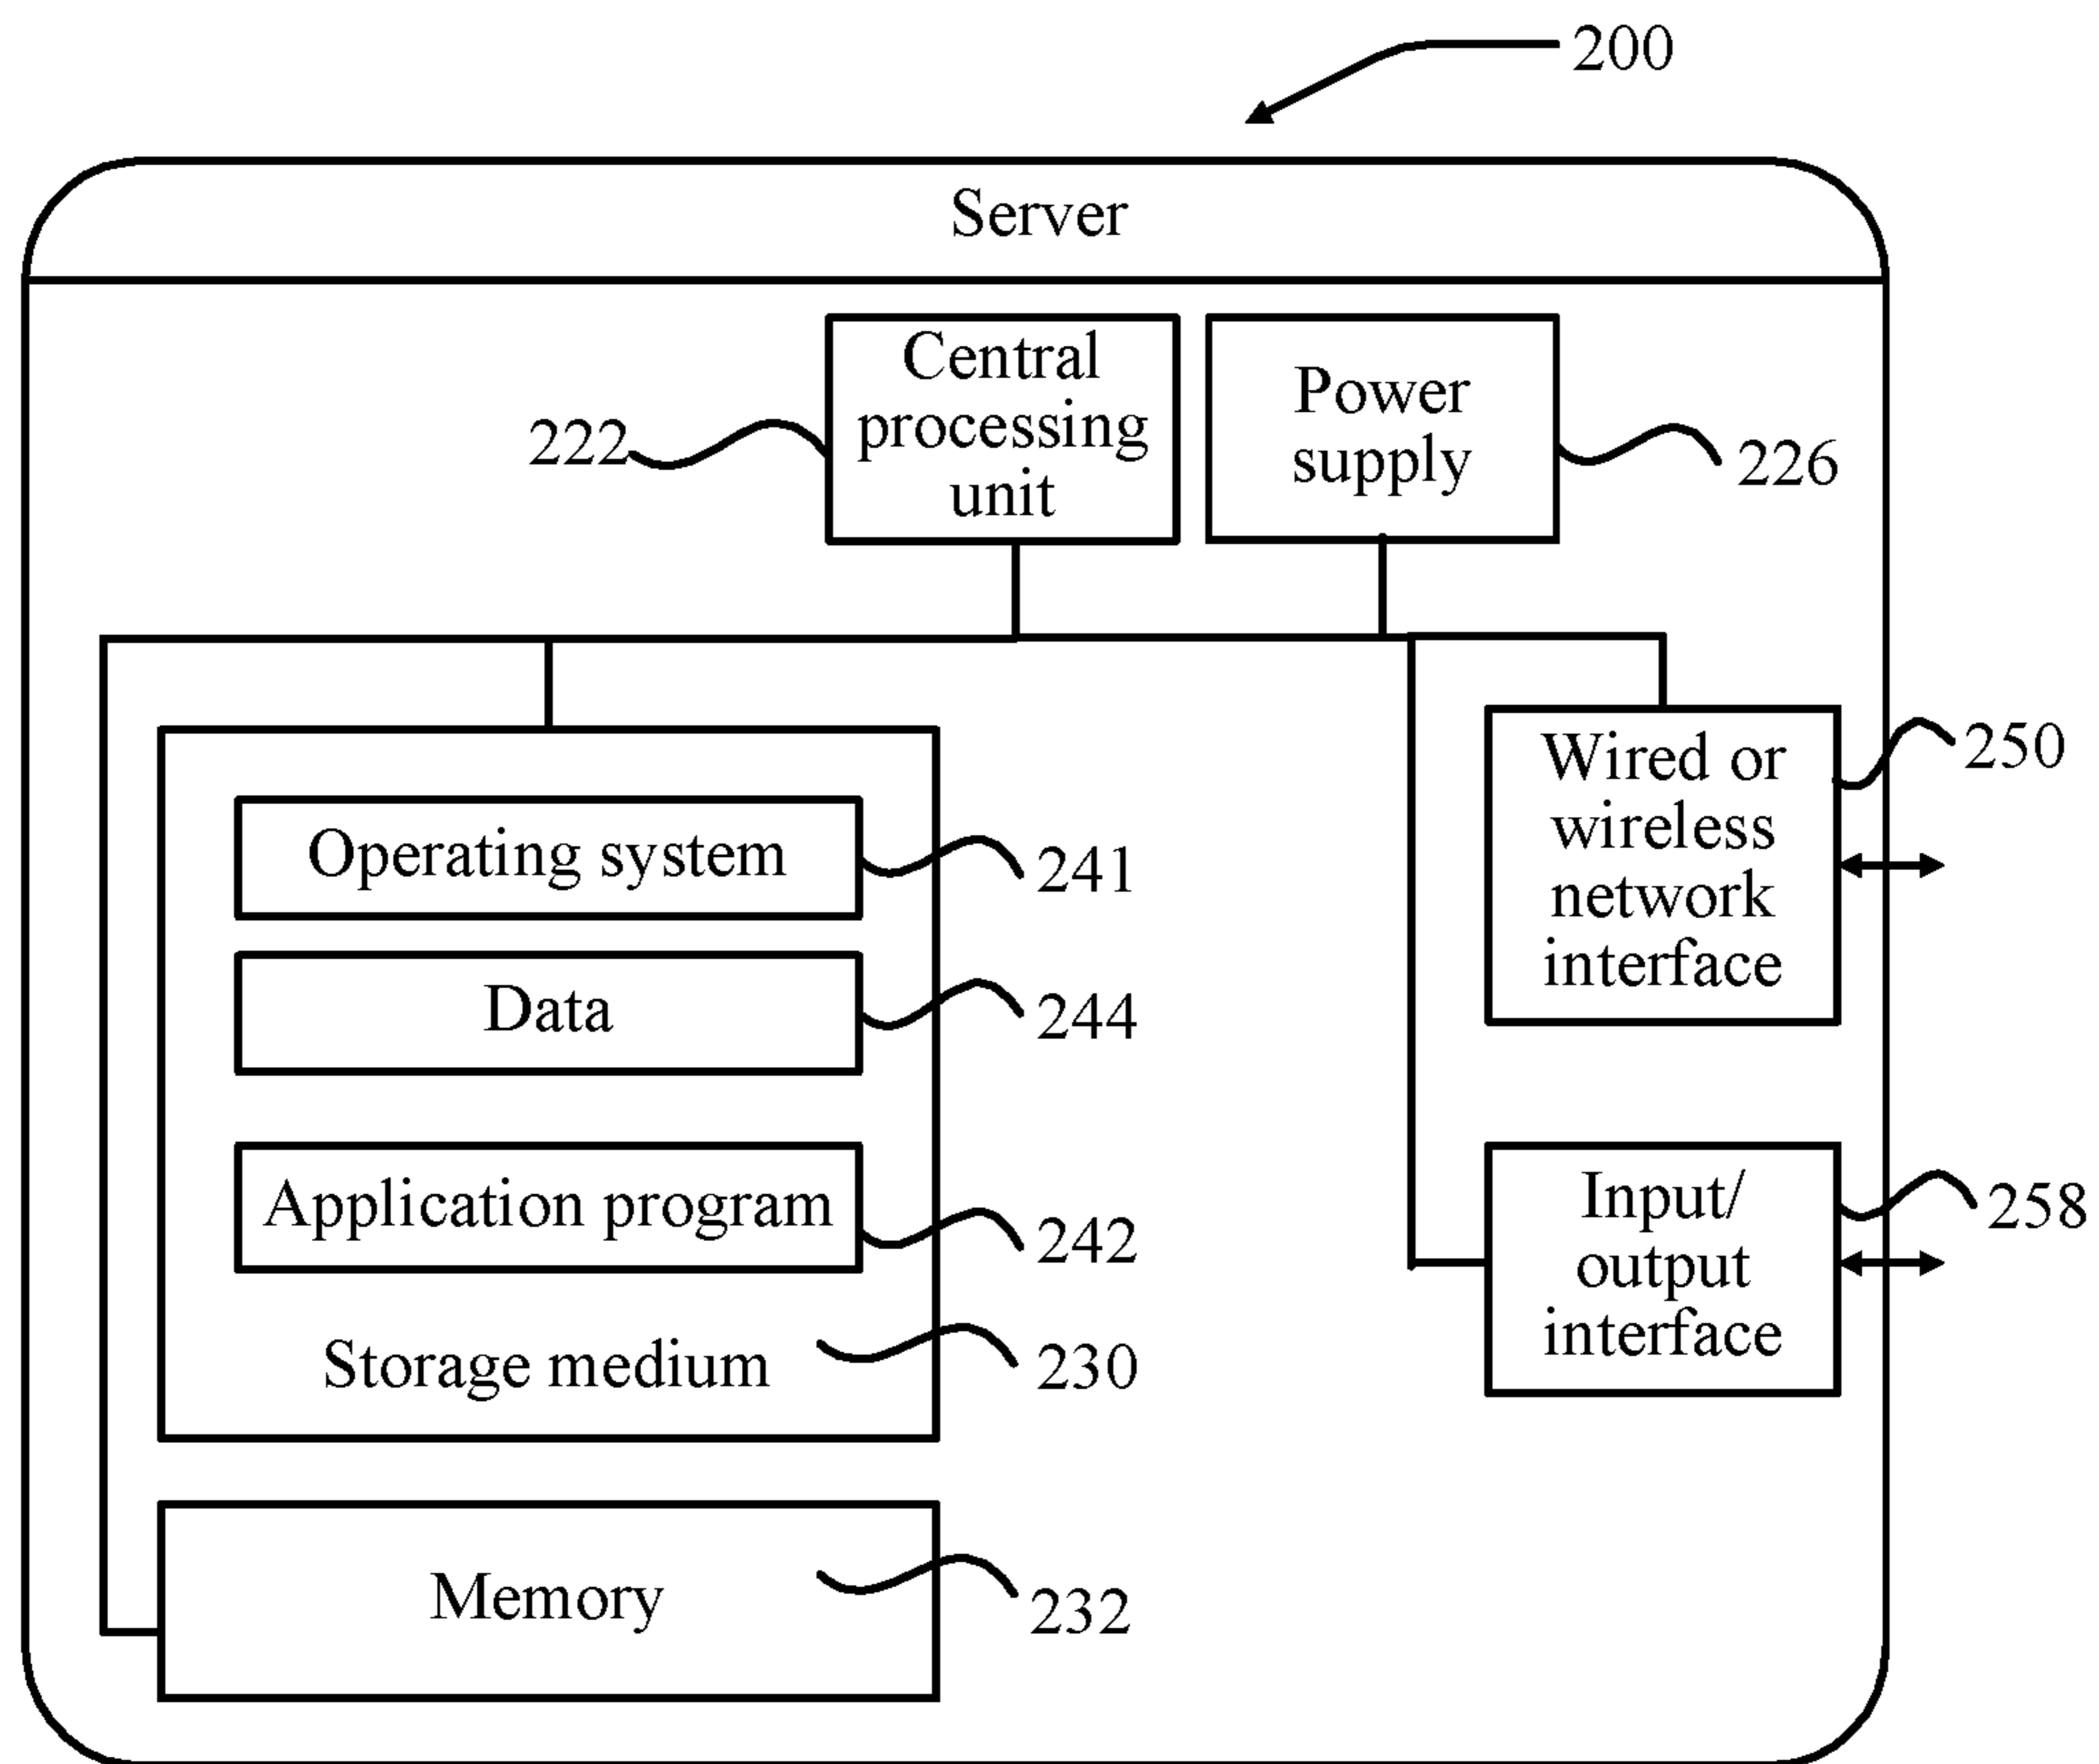 200
Server
Central
processing
unit
222
Power
supply
226
Operating system
241
Data
244
Application program
242
Storage medium
230
Memory
232
Wired or
wireless
network
interface
250
Input/
output
interface
258